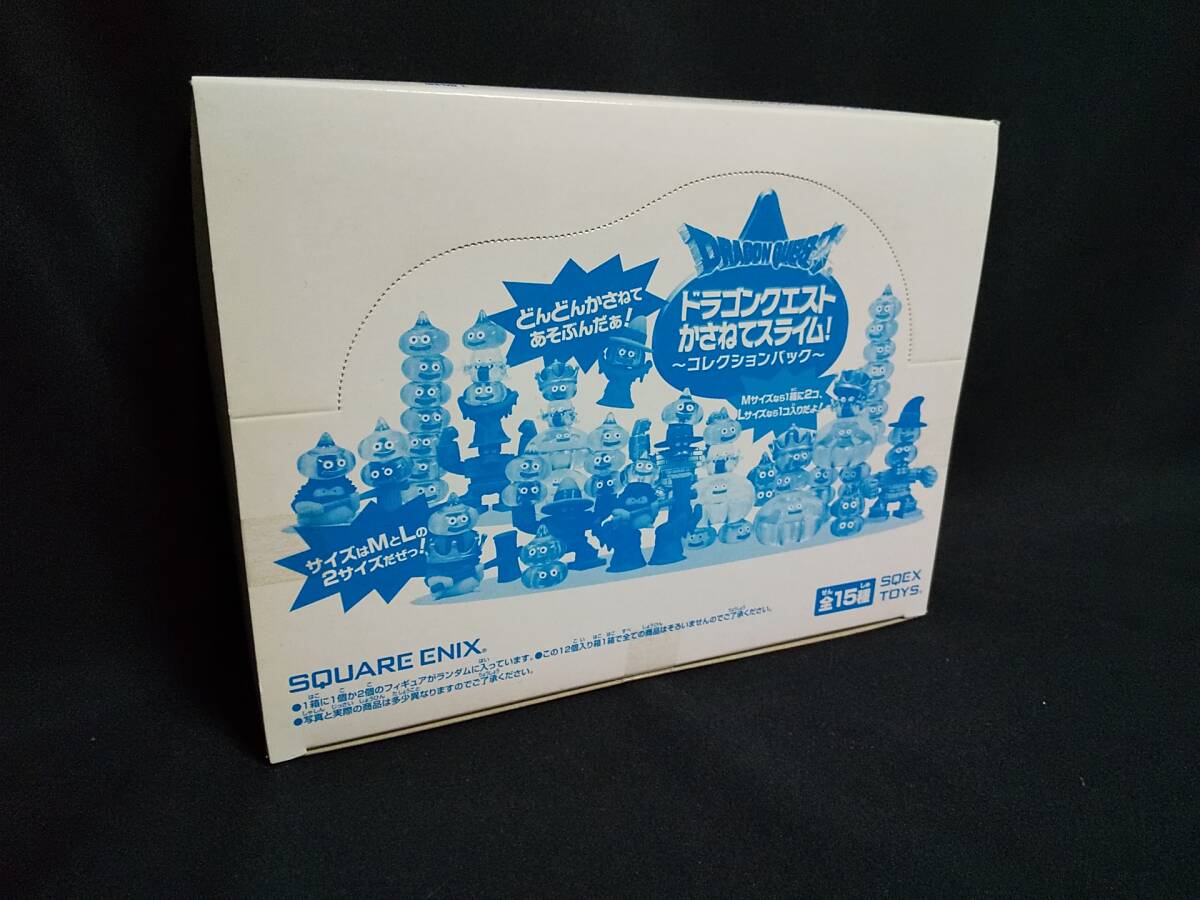 DRAGON QUEST
ドラゴンクエスト
かさねてスライム!
～コレクションパック～
どんどんかさねて
あそぶんだぁ!
Mサイズなら1箱に2コ、
Lサイズなら1コ入りだよ!
サイズはMとLの
2サイズだぜっ!
全15種
SQEX
TOYS
SQUARE ENIX®
●1箱に1個か2個のフィギュアがランダムに入っています。●この12個入り箱1箱で全ての商品はそろいませんのでご了承ください。
●写真と実際の商品は多少異なりますのでご了承ください。